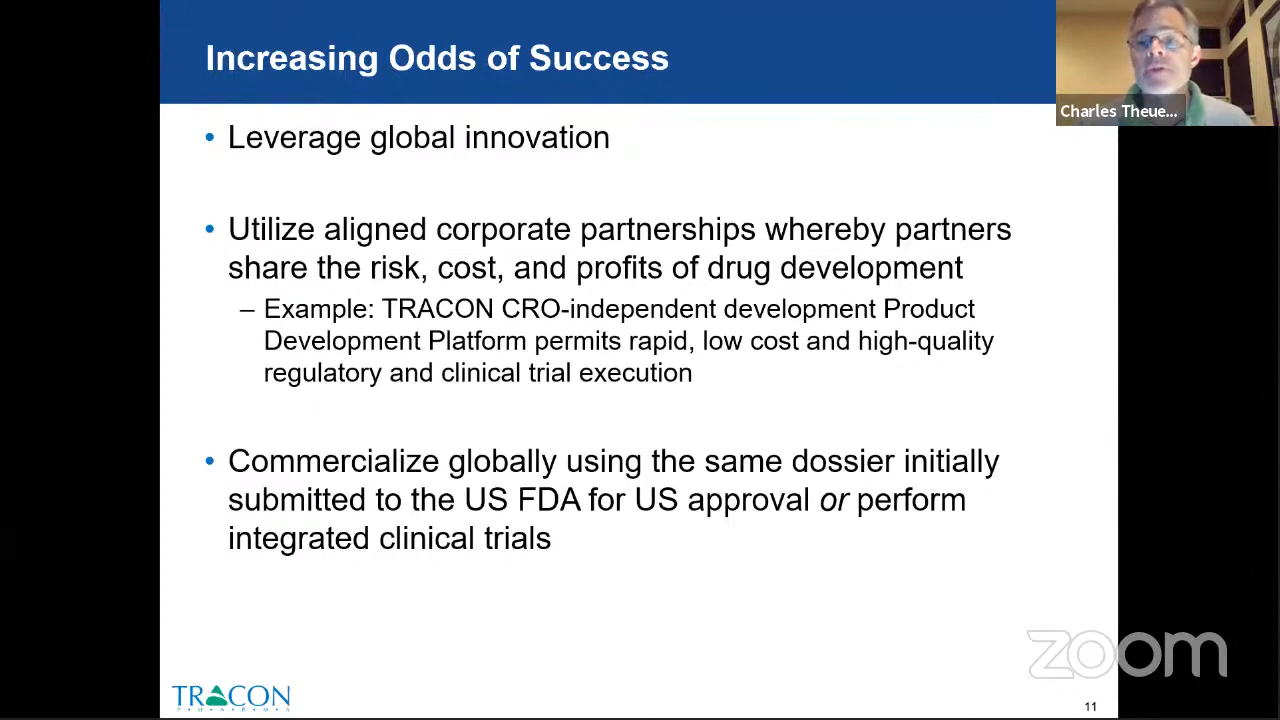 Increasing Odds of Success
Charles Theue...
• Leverage global innovation
• Utilize aligned corporate partnerships whereby partners
share the risk, cost, and profits of drug development
– Example: TRACON CRO-independent development Product
Development Platform permits rapid, low cost and high-quality
regulatory and clinical trial execution
• Commercialize globally using the same dossier initially
submitted to the US FDA for US approval or perform
integrated clinical trials
zoom
TRACON
P·H·A·R·M·A
11